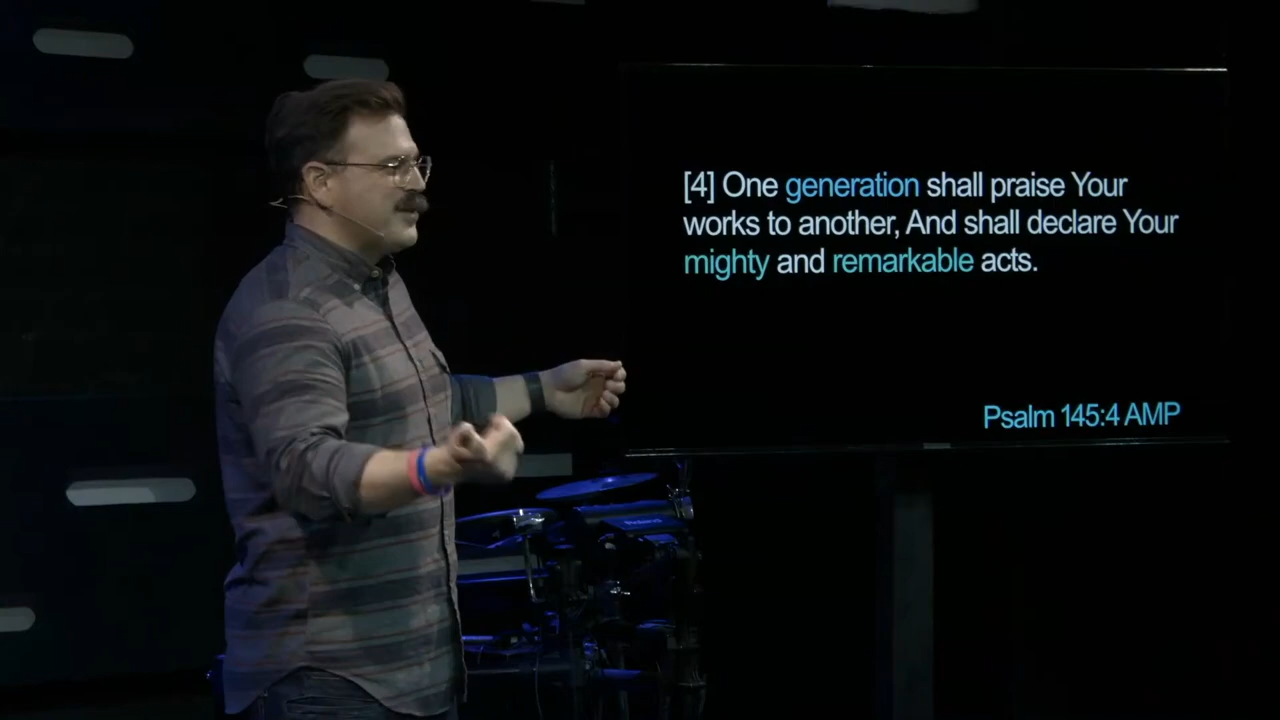 [4] One generation shall praise Your
works to another, And shall declare Your
mighty and remarkable acts.
Psalm 145:4 AMP
Roland